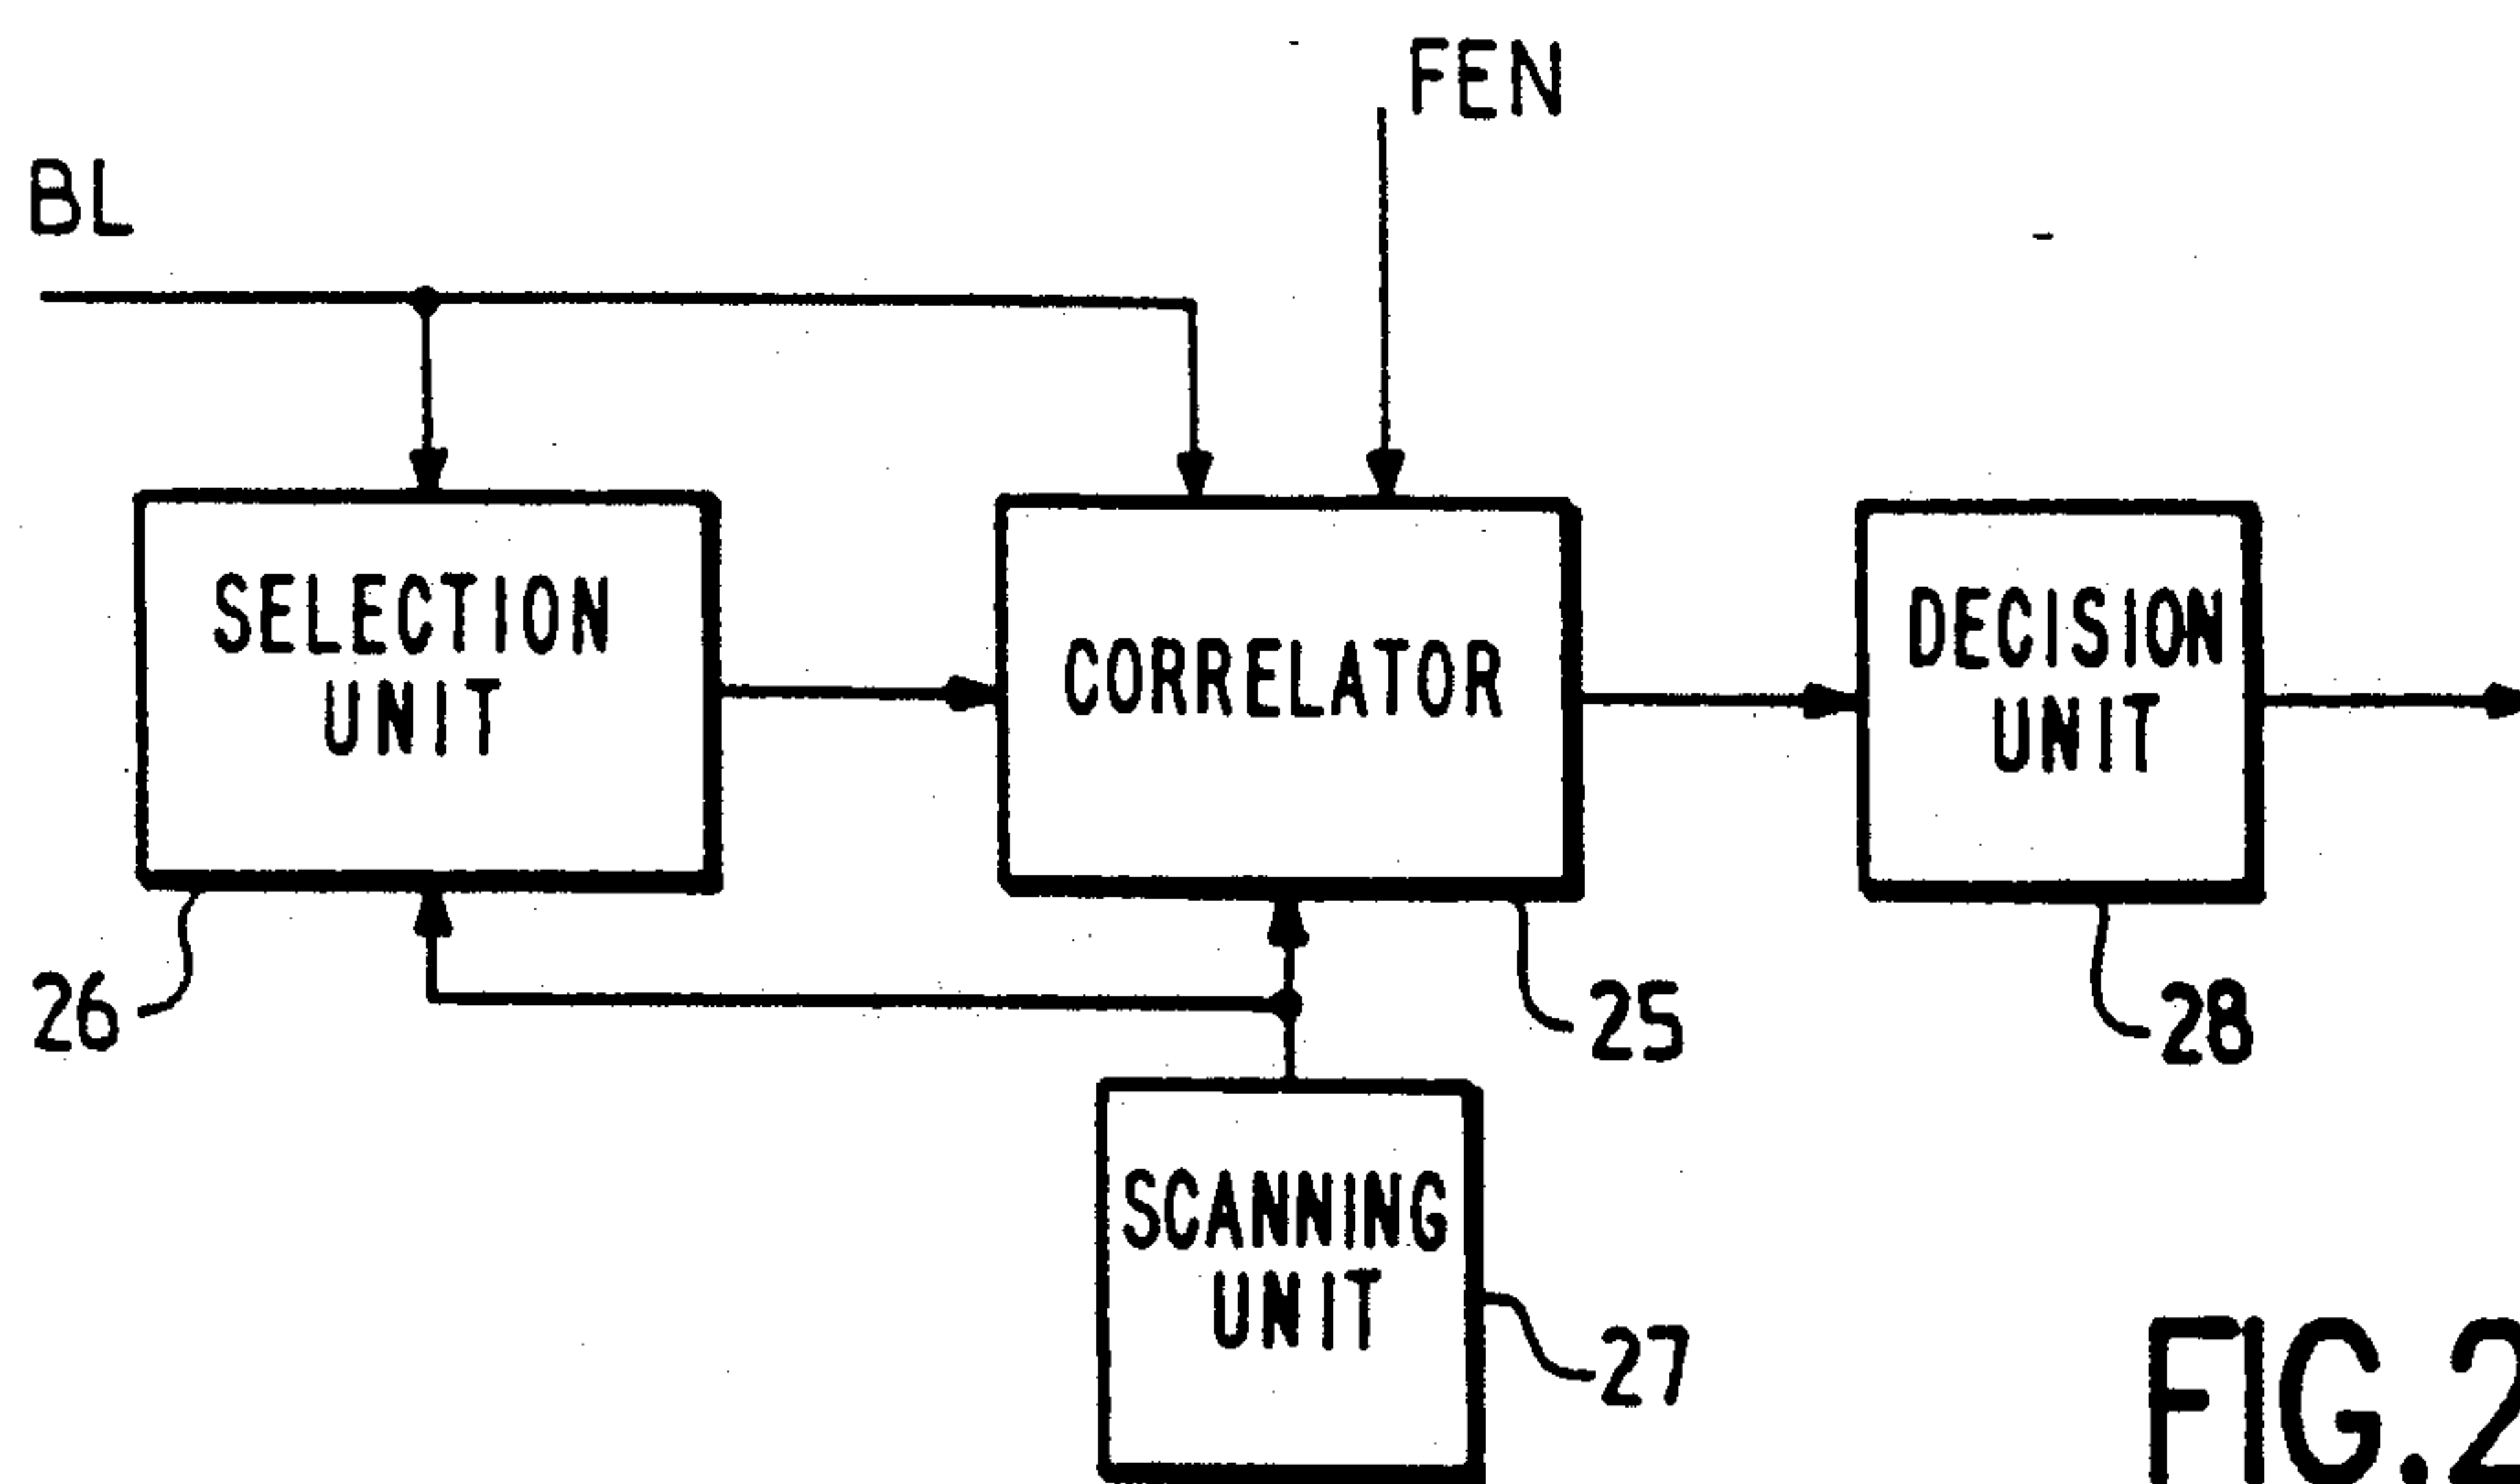 FEN
BL
SELECTION
UNIT
CORRELATOR
DECISION
UNIT
26
25
28
SCANNING
UNIT
27
FIG.2